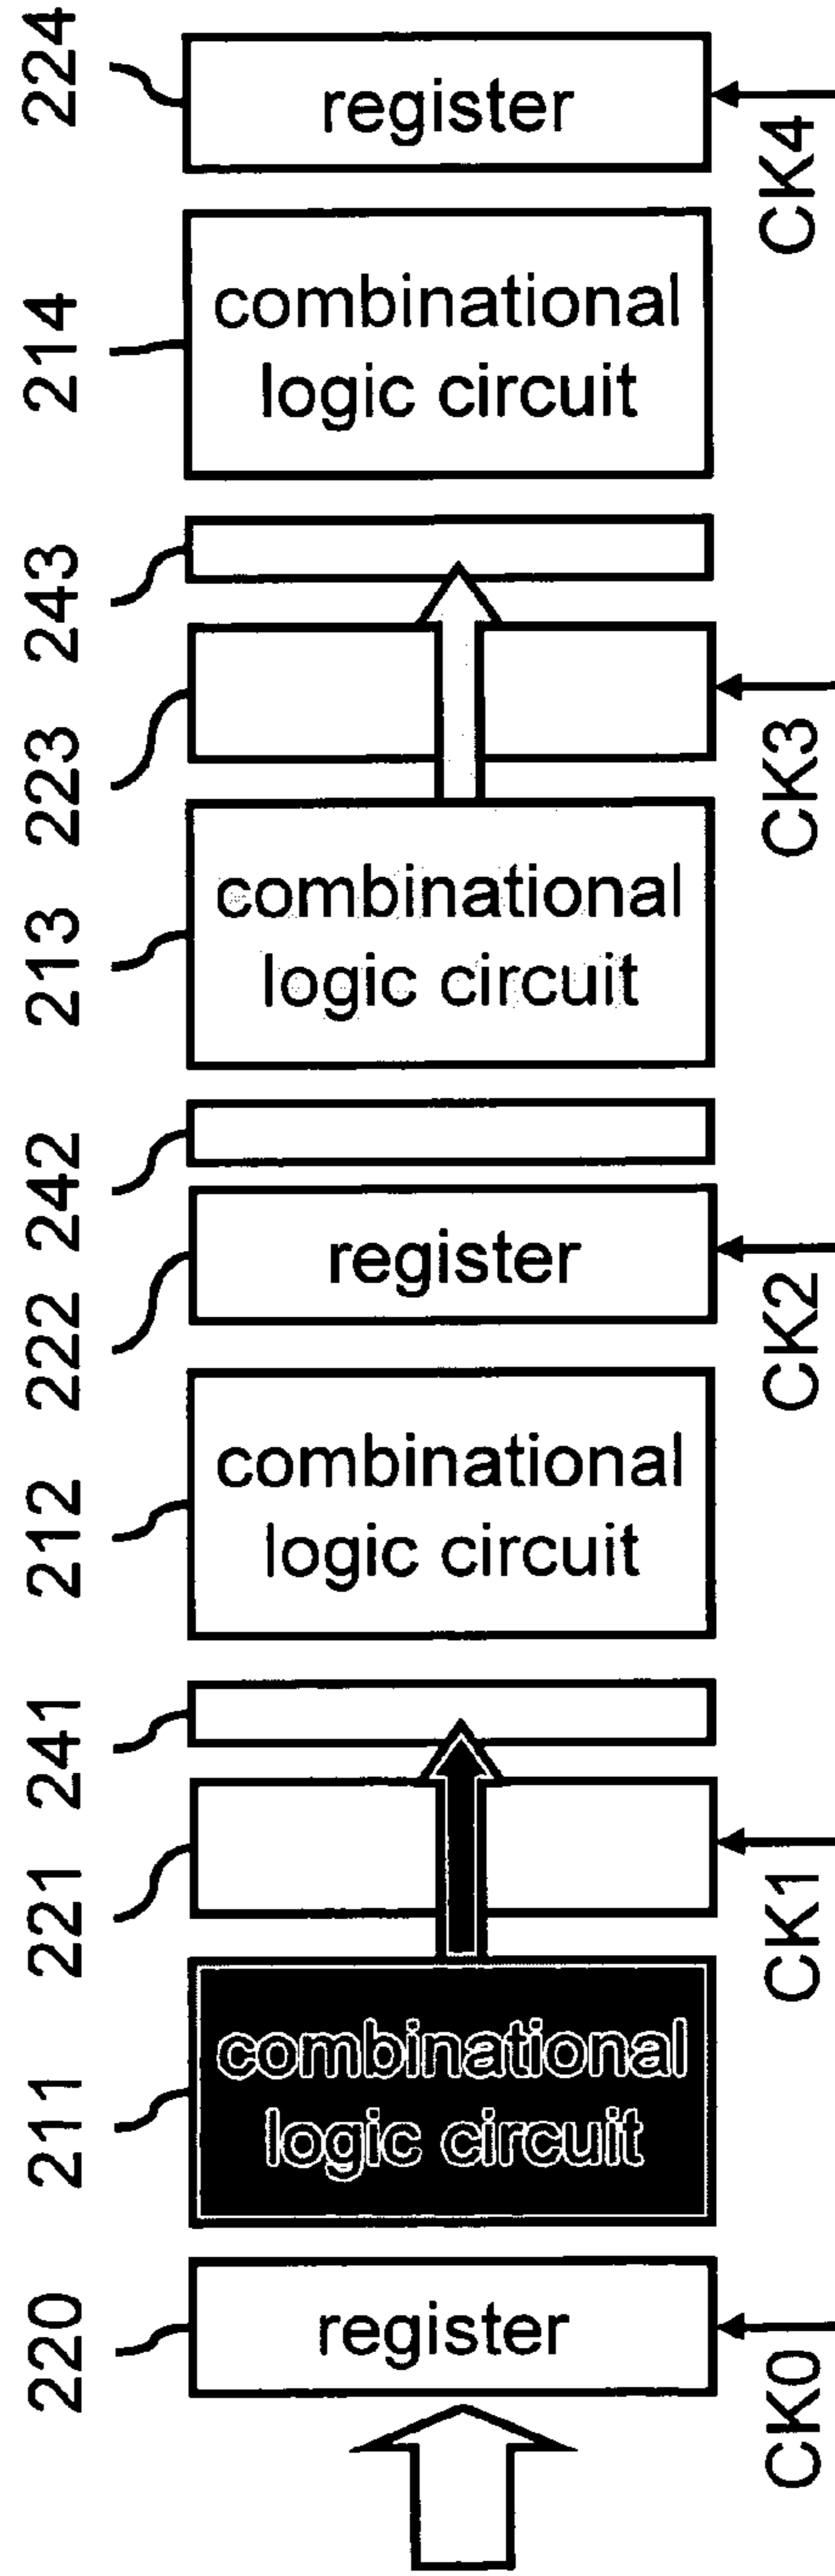 224
register
CK4
214
combinational
logic circuit
243
223
CK3
213
combinational
logic circuit
242
222
register
CK2
212
combinational
logic circuit
241
221
CK1
211
combinational
logic circuit
220
register
CK0